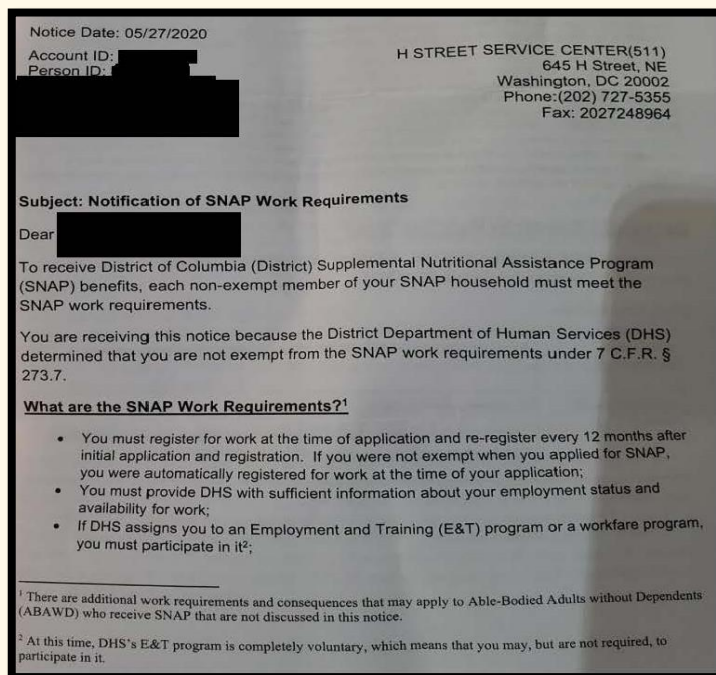 Notice Date: 05/27/2020
Account ID:
Person ID:
H STREET SERVICE CENTER(511)
645 H Street, NE
Washington, DC 20002
Phone:(202) 727-5355
Fax: 2027248964
Subject: Notification of SNAP Work Requirements
Dear
To receive District of Columbia (District) Supplemental Nutritional Assistance Program
(SNAP) benefits, each non-exempt member of your SNAP household must meet the
SNAP work requirements.
You are receiving this notice because the District Department of Human Services (DHS)
determined that you are not exempt from the SNAP work requirements under 7 C.F.R. §
273.7.
What are the SNAP Work Requirements?¹
• You must register for work at the time of application and re-register every 12 months after
initial application and registration. If you were not exempt when you applied for SNAP,
you were automatically registered for work at the time of your application;
• You must provide DHS with sufficient information about your employment status and
availability for work;
• If DHS assigns you to an Employment and Training (E&T) program or a workfare program,
you must participate in it²;
¹ There are additional work requirements and consequences that may apply to Able-Bodied Adults without Dependents
(ABAWD) who receive SNAP that are not discussed in this notice.
² At this time, DHS's E&T program is completely voluntary, which means that you may, but are not required, to
participate in it.